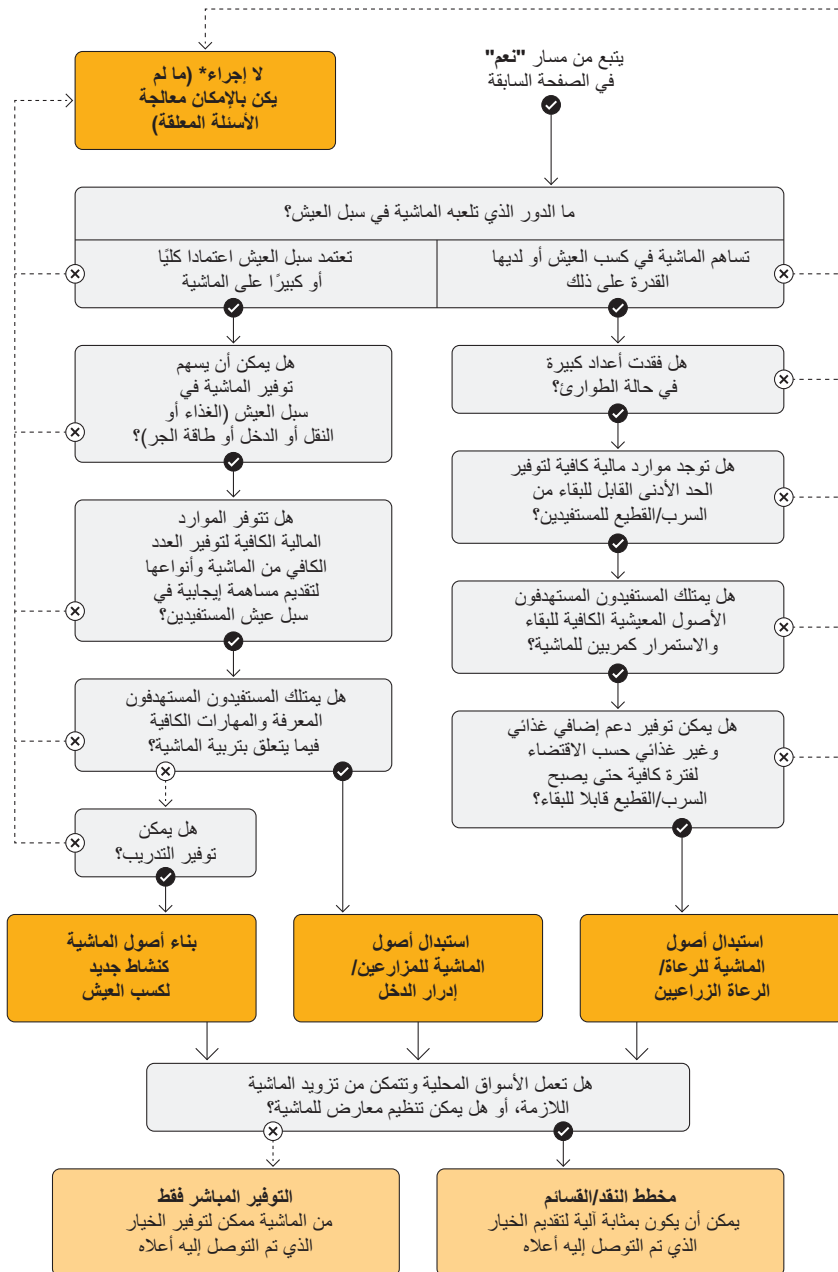 يتبع من مسار "نعم"
في الصفحة السابقة
لا إجراء* (ما لم
يكن بالإمكان معالجة
الأسئلة المعلقة)
ما الدور الذي تلعبه الماشية في سبل العيش؟
تساهم الماشية في كسب العيش أو لديها
القدرة على ذلك
تعتمد سبل العيش اعتمادا كليًا
أو كبيرًا على الماشية
هل فقدت أعداد كبيرة
في حالة الطوارئ؟
هل يمكن أن يسهم
توفير الماشية في
سبل العيش (الغذاء أو
النقل أو الدخل أو طاقة الجر)؟
هل توجد موارد مالية كافية لتوفير
الحد الأدنى القابل للبقاء من
السرب/القطيع للمستفيدين؟
هل تتوفر الموارد
المالية الكافية لتوفير العدد
الكافي من الماشية وأنواعها
لتقديم مساهمة إيجابية في
سبل عيش المستفيدين؟
هل يمتلك المستفيدون المستهدفون
الأصول المعيشية الكافية للبقاء
والاستمرار كمربين للماشية؟
هل يمتلك المستفيدون المستهدفون
المعرفة والمهارات الكافية
فيما يتعلق بتربية الماشية؟
هل يمكن توفير دعم إضافي غذائي
وغير غذائي حسب الاقتضاء
لفترة كافية حتى يصبح
السرب/القطيع قابلا للبقاء؟
هل يمكن
توفير التدريب؟
استبدال أصول
الماشية للرعاة/
الرعاة الزراعيين
استبدال أصول
الماشية للمزارعين/
إدرار الدخل
بناء أصول الماشية
كنشاط جديد
لكسب العيش
هل تعمل الأسواق المحلية وتتمكن من تزويد الماشية
اللازمة، أو هل يمكن تنظيم معارض للماشية؟
مخطط النقد/القسائم
يمكن أن يكون بمثابة آلية لتقديم الخيار
الذي تم التوصل إليه أعلاه
التوفير المباشر فقط
من الماشية ممكن لتوفير الخيار
الذي تم التوصل إليه أعلاه